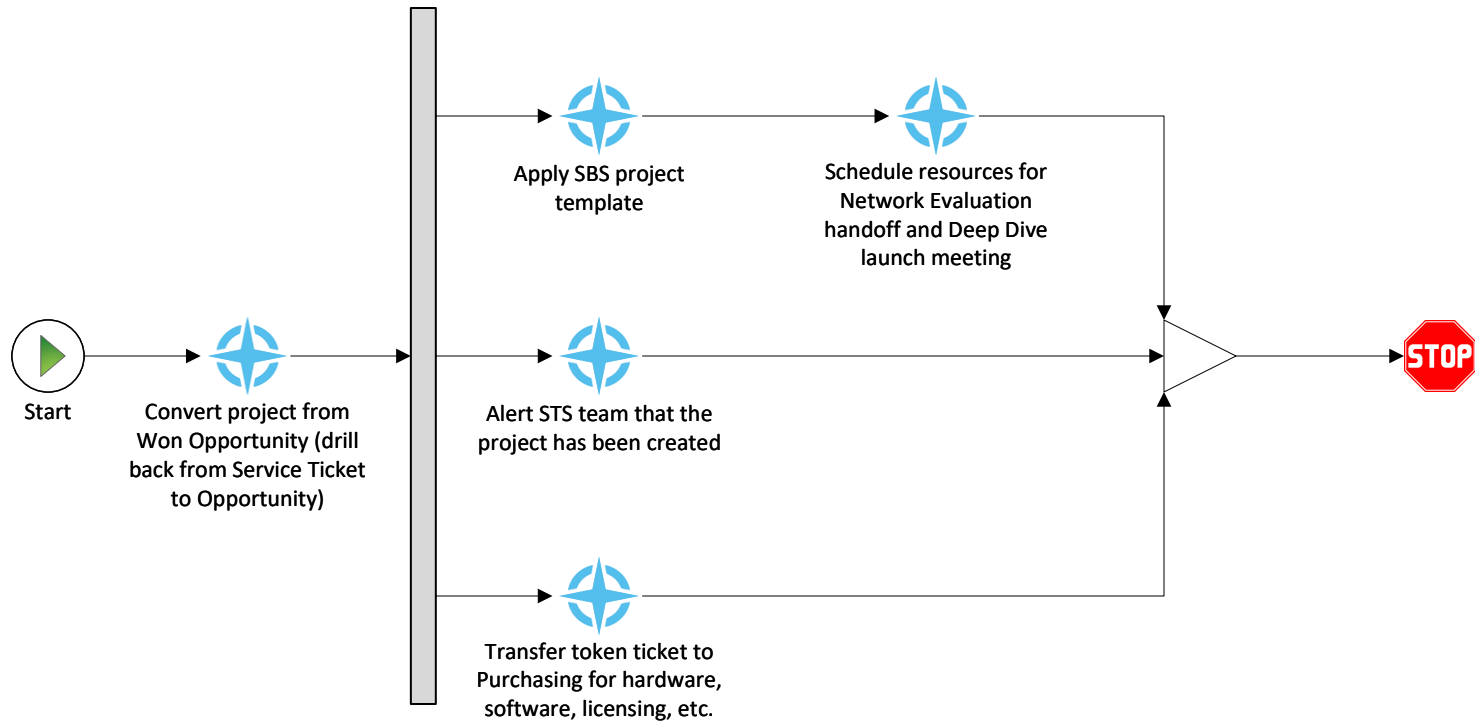 Start
Convert project from
Won Opportunity (drill
back from Service Ticket
to Opportunity)
Apply SBS project
template
Schedule resources for
Network Evaluation
handoff and Deep Dive
launch meeting
Alert STS team that the
project has been created
Transfer token ticket to
Purchasing for hardware,
software, licensing, etc.
STOP